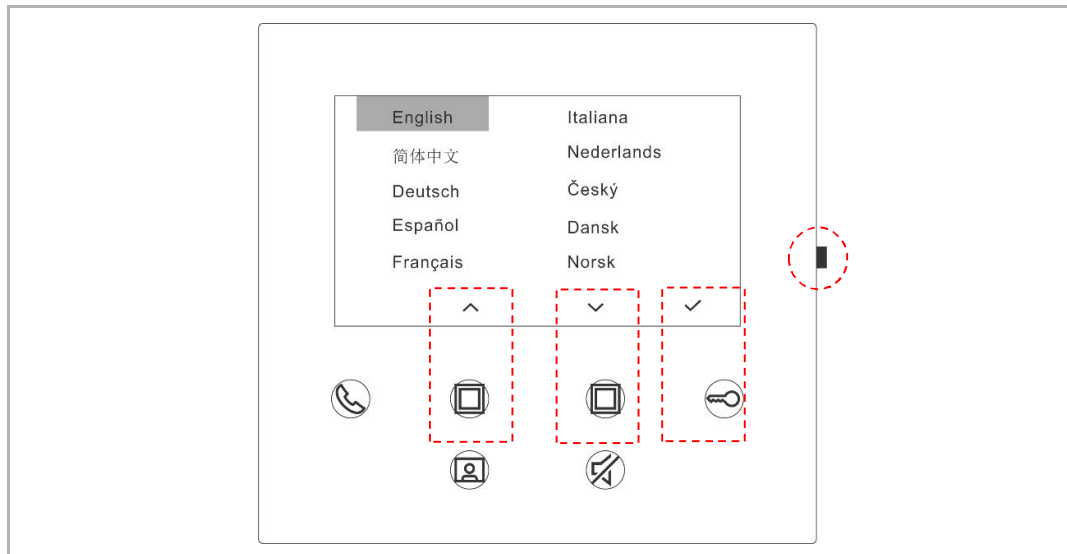 English
简体中文
Deutsch
Español
Français
Italiana
Nederlands
Český
Dansk
Norsk